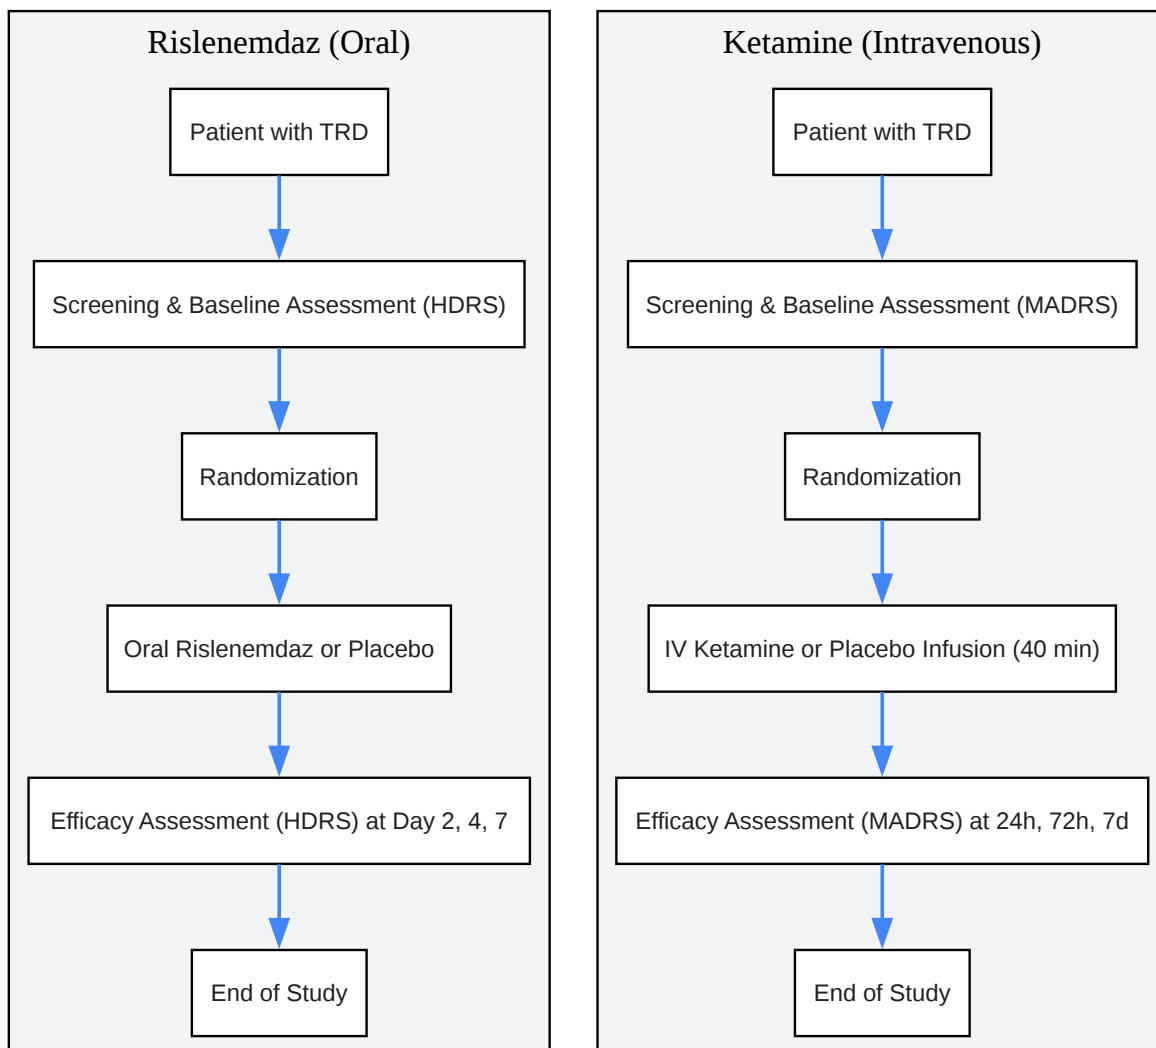 Rislenemdaz (Oral)
Patient with TRD
Screening & Baseline Assessment (HDRS)
Randomization
Oral Rislenemdaz or Placebo
Efficacy Assessment (HDRS) at Day 2, 4, 7
End of Study
Ketamine (Intravenous)
Patient with TRD
Screening & Baseline Assessment (MADRS)
Randomization
IV Ketamine or Placebo Infusion (40 min)
Efficacy Assessment (MADRS) at 24h, 72h, 7d
End of Study